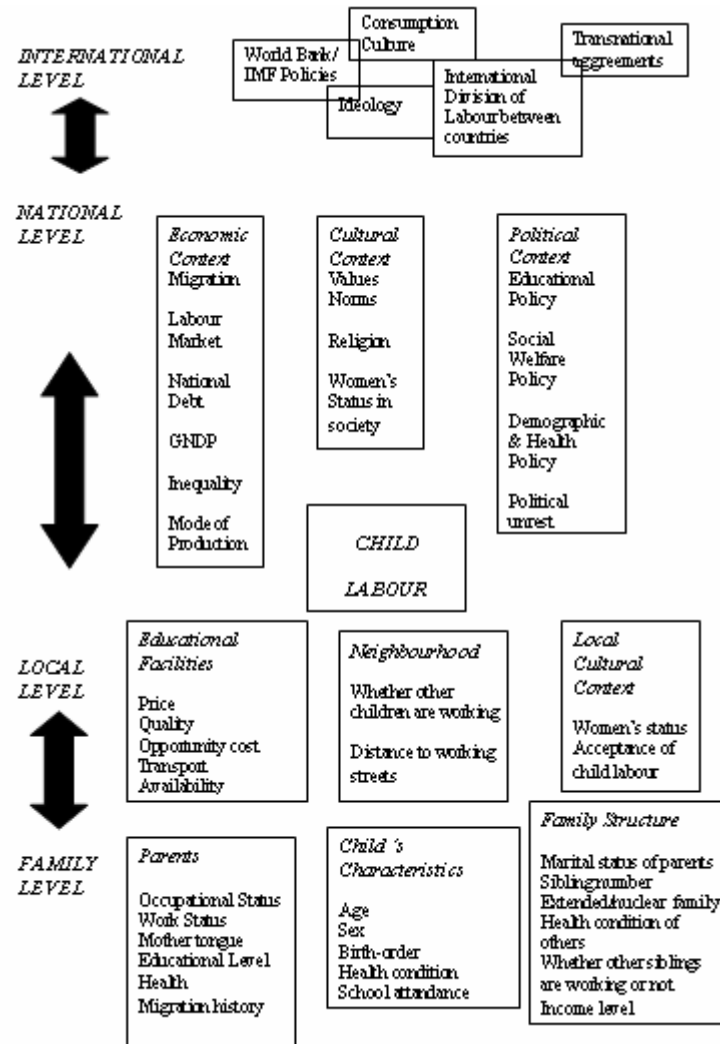 INTERNATIONAL
LEVEL
World Bank/
IMF Policies
Consumption
Culture
Ideology
International
Division of
Labour between
countries
Transnational
aggreements
NATIONAL
LEVEL
Economic
Context
Migration
Labour
Market
National
Debt
GNDP
Inequality
Mode of
Production
Cultural
Context
Values
Norms
Religion
Women's
Status in
society
Political
Context
Educational
Policy
Social
Welfare
Policy
Demographic
& Health
Policy
Political
unrest
CHILD
LABOUR
LOCAL
LEVEL
Educational
Facilities
Price
Quality
Opportunity cost
Transport
Availability
Neighbourhood
Whether other
children are working
Distance to working
streets
Local
Cultural
Context
Women's status
Acceptance of
child labour
FAMILY
LEVEL
Parents
Occupational Status
Work Status
Mother tongue
Educational Level
Health
Migration history
Child 's
Characteristics
Age
Sex
Birth-order
Health condition
School attandance
Family Structure
Marital status of parents
Sibling number
Extended/nuclear family
Health condition of
others
Whether other siblings
are working or not
Income level